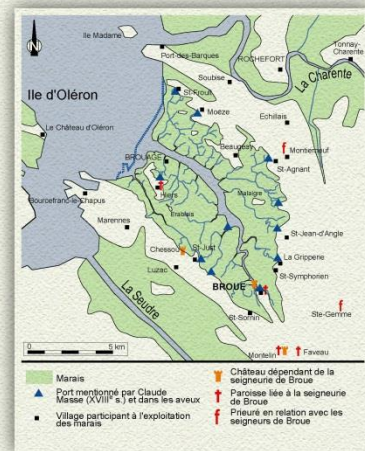 Ile Madame
N
Port-des-Barques
ROCHEFORT
Tonnay-
Charente
Soubise
La Charente
Ile d'Oléron
St-Froult
Moëze
Echillais
Le Château d'Oléron
BROUAGE
Beaugeay
Montierneuf
St-Agnant
Hiers
Bourcefranc-le-Chapus
Erablais
Malaigre
Marennes
St-Jean-d'Angle
Chessou
St-Just
La Gripperie
Luzac
St-Symphorien
BROUE
La Seudre
St-Sornin
Ste-Gemme
0 5 km
Montelin
Faveau
Marais
Port mentionné par Claude
Masse (XVIIIᵉ s.) et dans les aveux
Village participant à l'exploitation
des marais
Château dépendant de la
seigneurie de Broue
Paroisse liée à la seigneurie
de Broue
Prieuré en relation avec les
seigneurs de Broue